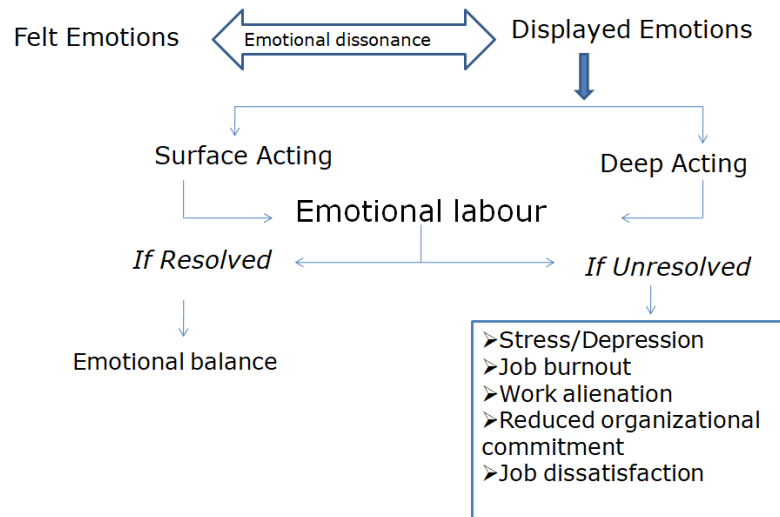 Felt Emotions
Emotional dissonance
Displayed Emotions
Surface Acting
Deep Acting
Emotional labour
If Resolved
If Unresolved
Emotional balance
➢Stress/Depression
➢Job burnout
➢Work alienation
➢Reduced organizational
commitment
➢Job dissatisfaction